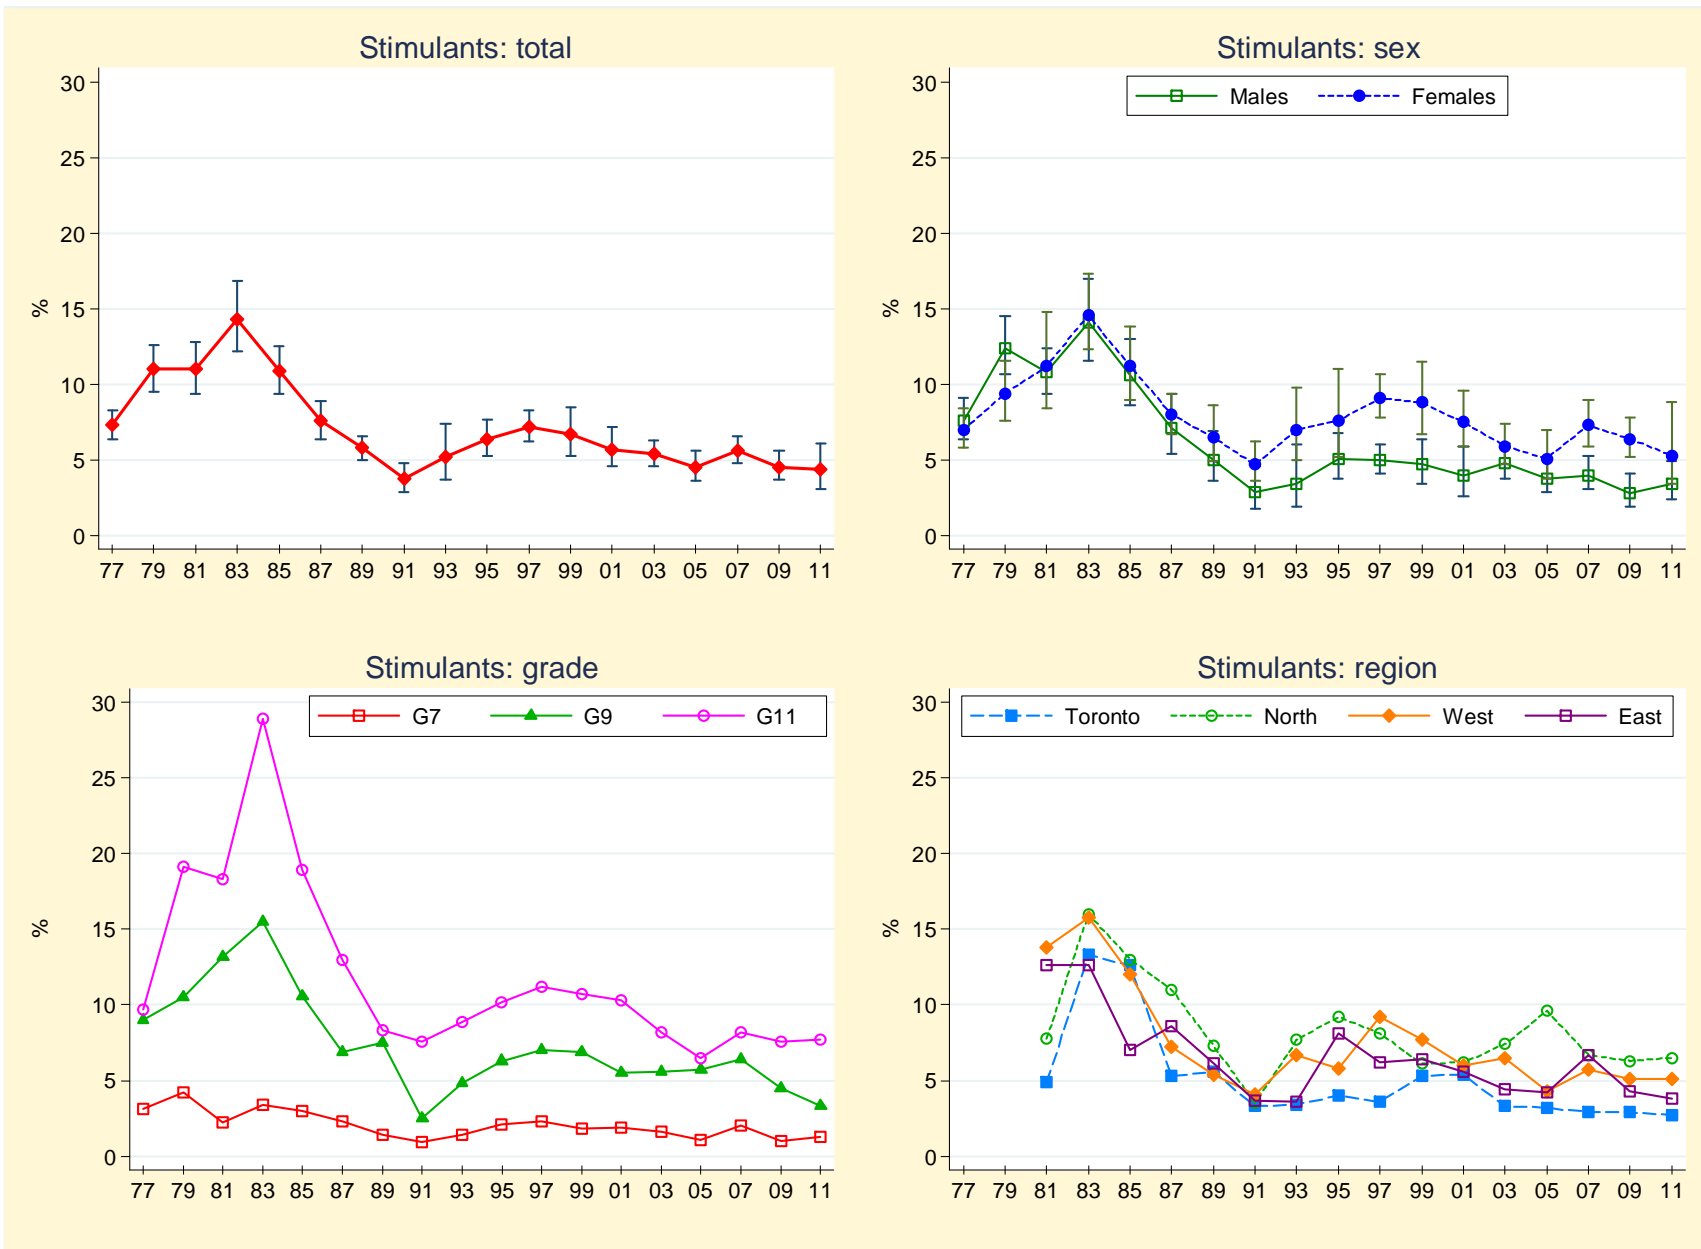 Stimulants: total
30
25
20
15
10
5
0
%
77 79 81 83 85 87 89 91 93 95 97 99 01 03 05 07 09 11
Stimulants: sex
Males Females
30
25
20
15
10
5
0
%
77 79 81 83 85 87 89 91 93 95 97 99 01 03 05 07 09 11
Stimulants: grade
G7 G9 G11
30
25
20
15
10
5
0
%
77 79 81 83 85 87 89 91 93 95 97 99 01 03 05 07 09 11
Stimulants: region
Toronto North West East
30
25
20
15
10
5
0
%
77 79 81 83 85 87 89 91 93 95 97 99 01 03 05 07 09 11